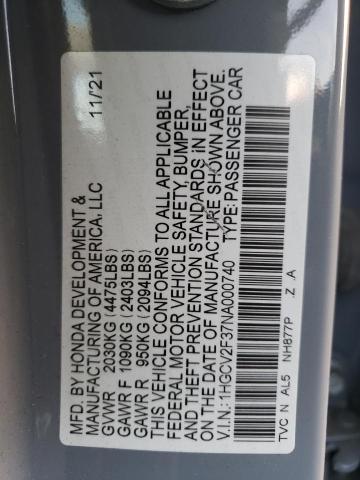 MFD. BY HONDA DEVELOPMENT &
MANUFACTURING OF AMERICA, LLC 11/21
GVWR 2030KG (4475LBS)
GAWR F 1090KG (2403LBS)
GAWR R 950KG (2094LBS)
THIS VEHICLE CONFORMS TO ALL APPLICABLE
FEDERAL MOTOR VEHICLE SAFETY, BUMPER,
AND THEFT PREVENTION STANDARDS IN EFFECT
ON THE DATE OF MANUFACTURE SHOWN ABOVE.
V.I.N.: 1HGCV2F37NA000740 TYPE: PASSENGER CAR
TVC N AL5 NH877P .Z .A